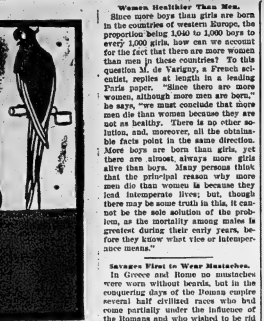 Women Healthier Than Men.
Since more boys than girls are born
in the countries of western Europe, the
proportion being 1,040 to 1,060 boys to
every 1,000 girls, how can we account
for the fact that there are more women
than men in these countries? To this
question M. de Varigny, a French sci-
entist, replies at length in a leading
Paris paper. "Since there are more
women, although more men are born,"
he says, "we must conclude that more
men die than women because they are
not as healthy. There is no other so-
lution, and, moreover, all the obtaina-
ble facts point in the same direction.
More boys are born than girls, yet
there are almost always more girls
alive than boys. Many persons think
that the principal reason why more
men die than women is because they
lead intemperate lives; but, though
there may be some truth in this, it can-
not be the sole solution of the prob-
lem, as the mortality among males is
greatest during their early years, be-
fore they know what vice or intemper-
ance means."
Savages First to Wear Mustaches.
In Greece and Rome no mustaches
were worn without beards, but in the
conquering days of the Roman empire
several half civilized races who had
come partially under the influence of
the Romans and who wished to be rid